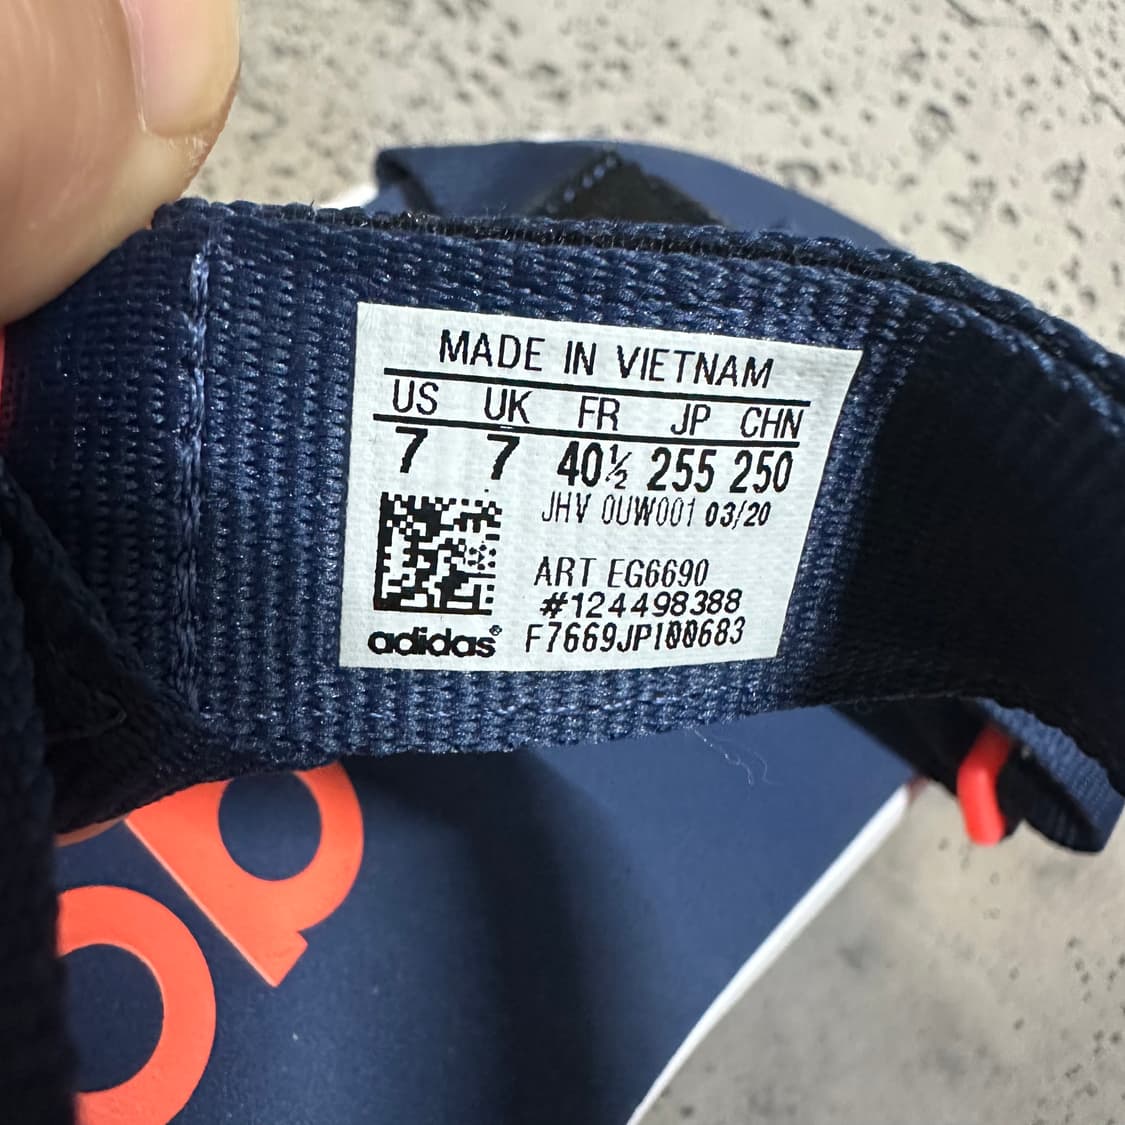 MADE IN VIETNAM
US UK FR JP CHN
7 7 40½ 255 250
JHV 0UW001 03/20
ART EG6690
#124498388
adidas® F7669JP100683